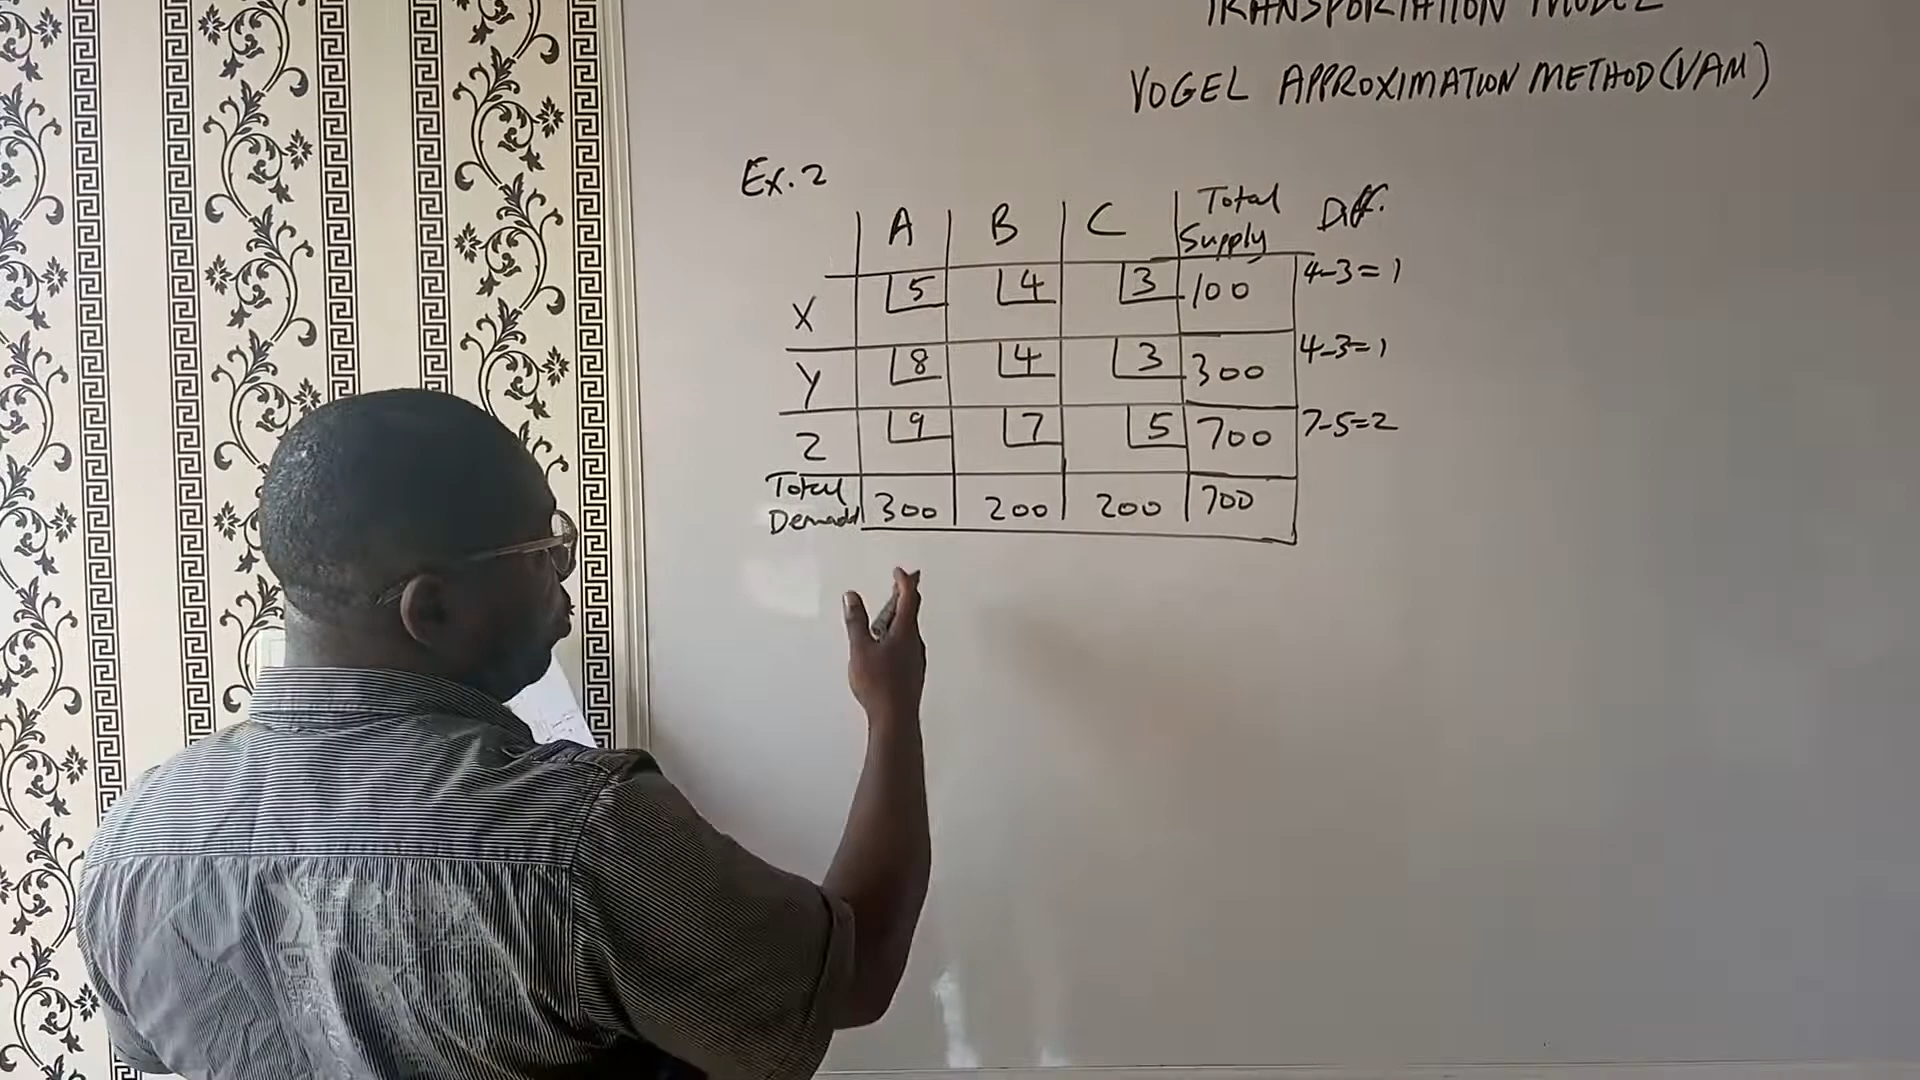 TRANSPORTATION MODEL
VOGEL APPROXIMATION METHOD (VAM)
Ex. 2
A B C Total Supply Diff.
X 5 4 3 100 4-3=1
Y 8 4 3 300 4-3=1
Z 9 7 5 700 7-5=2
Total Demand 300 200 200 700